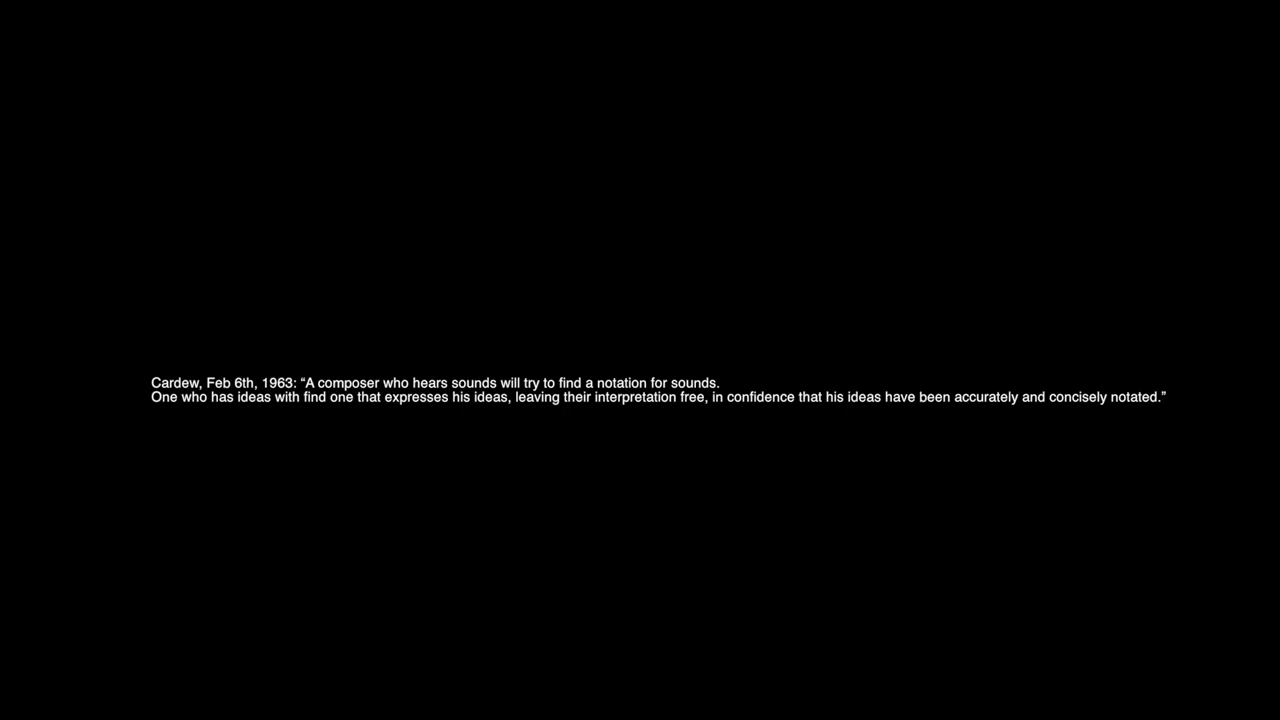 Cardew, Feb 6th, 1963: “A composer who hears sounds will try to find a notation for sounds.
One who has ideas with find one that expresses his ideas, leaving their interpretation free, in confidence that his ideas have been accurately and concisely notated.”